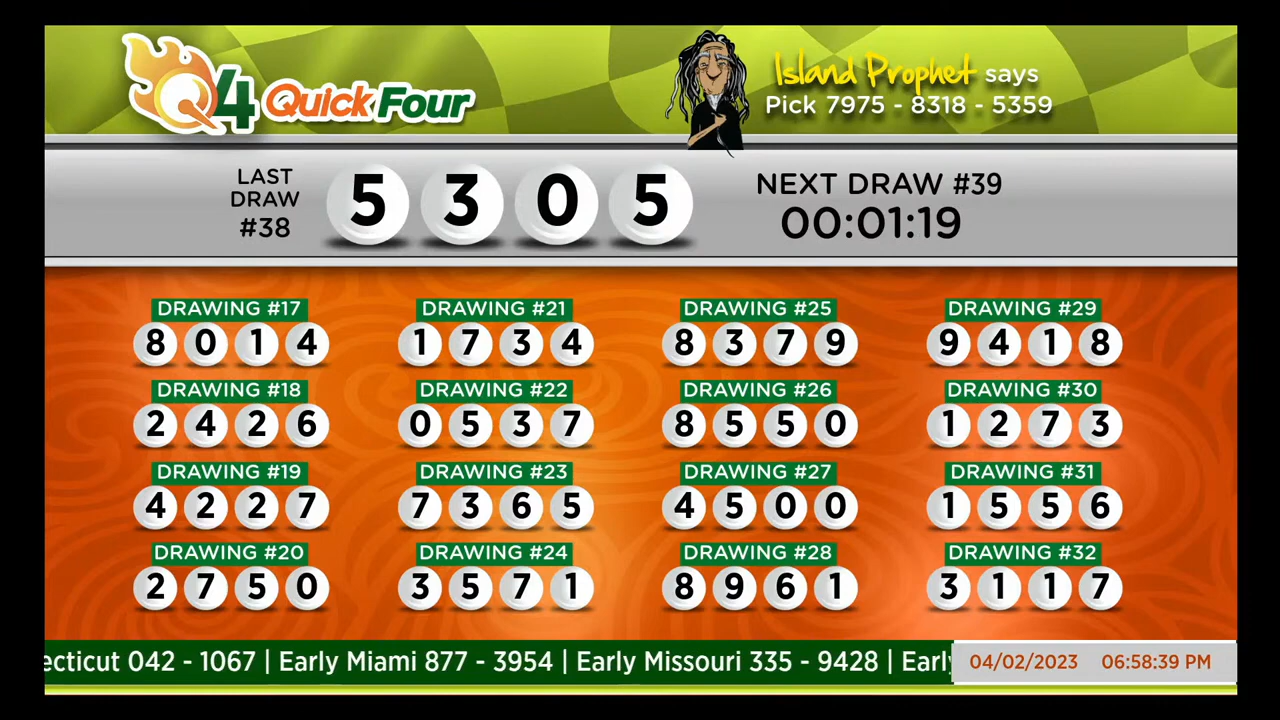 Q4 Quick Four
Island Prophet says
Pick 7975 - 8318 - 5359
LAST
DRAW
#38
5 3 0 5
NEXT DRAW #39
00:01:19
DRAWING #17
8 0 1 4
DRAWING #18
2 4 2 6
DRAWING #19
4 2 2 7
DRAWING #20
2 7 5 0
DRAWING #21
1 7 3 4
DRAWING #22
0 5 3 7
DRAWING #23
7 3 6 5
DRAWING #24
3 5 7 1
DRAWING #25
8 3 7 9
DRAWING #26
8 5 5 0
DRAWING #27
4 5 0 0
DRAWING #28
8 9 6 1
DRAWING #29
9 4 1 8
DRAWING #30
1 2 7 3
DRAWING #31
1 5 5 6
DRAWING #32
3 1 1 7
ecticut 042 - 1067 | Early Miami 877 - 3954 | Early Missouri 335 - 9428 | Early
04/02/2023 06:58:39 PM